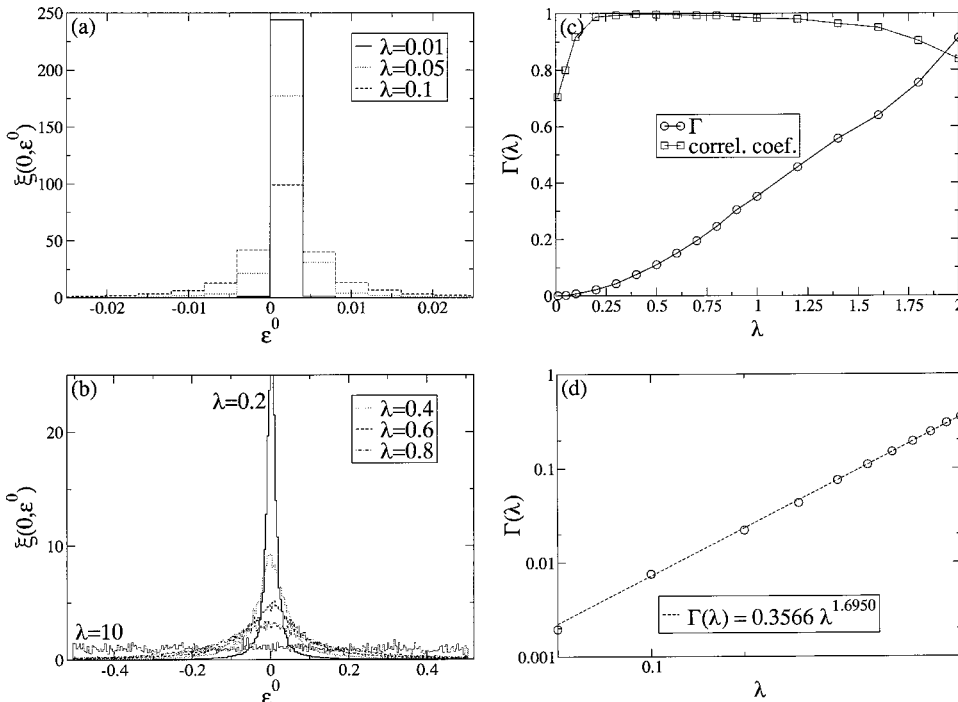 (a)
250
200
150
100
50
0
ξ(0,ε⁰)
λ=0.01
λ=0.05
λ=0.1
-0.02
-0.01
0
0.01
0.02
ε⁰
(c)
1
0.8
0.6
0.4
0.2
0
Γ(λ)
Γ
correl. coef.
0
0.25
0.5
0.75
1
1.25
1.5
1.75
2
λ
(b)
20
10
0
ξ(0,ε⁰)
λ=0.2
λ=0.4
λ=0.6
λ=0.8
λ=10
-0.4
-0.2
0
0.2
0.4
ε⁰
(d)
1
0.1
0.01
0.001
Γ(λ)
Γ(λ) = 0.3566 λ^1.6950
0.1
λ